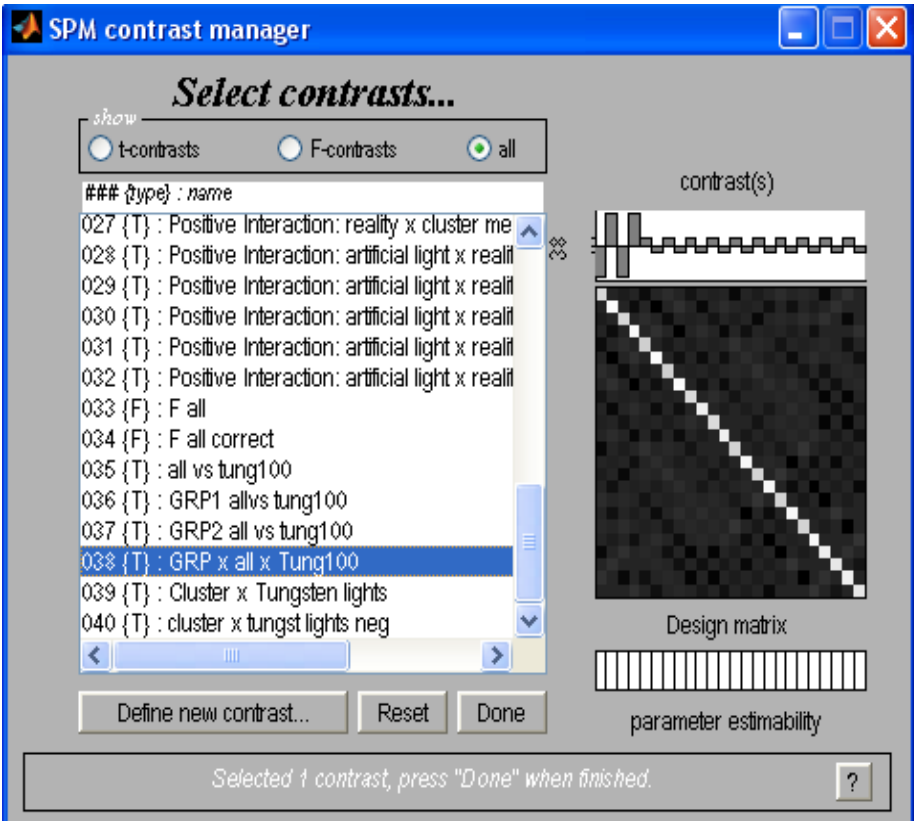 SPM contrast manager
Select contrasts...
show
t-contrasts F-contrasts all
### {type} : name
contrast(s)
027 {T} : Positive Interaction: reality x cluster me
028 {T} : Positive Interaction: artificial light x realit
029 {T} : Positive Interaction: artificial light x realit
030 {T} : Positive Interaction: artificial light x realit
031 {T} : Positive Interaction: artificial light x realit
032 {T} : Positive Interaction: artificial light x realit
033 {F} : F all
034 {F} : F all correct
035 {T} : all vs tung100
036 {T} : GRP1 allvs tung100
037 {T} : GRP2 all vs tung100
038 {T} : GRP x all x Tung100
039 {T} : Cluster x Tungsten lights
040 {T} : cluster x tungst lights neg
Design matrix
Define new contrast... Reset Done
parameter estimability
Selected 1 contrast, press "Done" when finished.
?